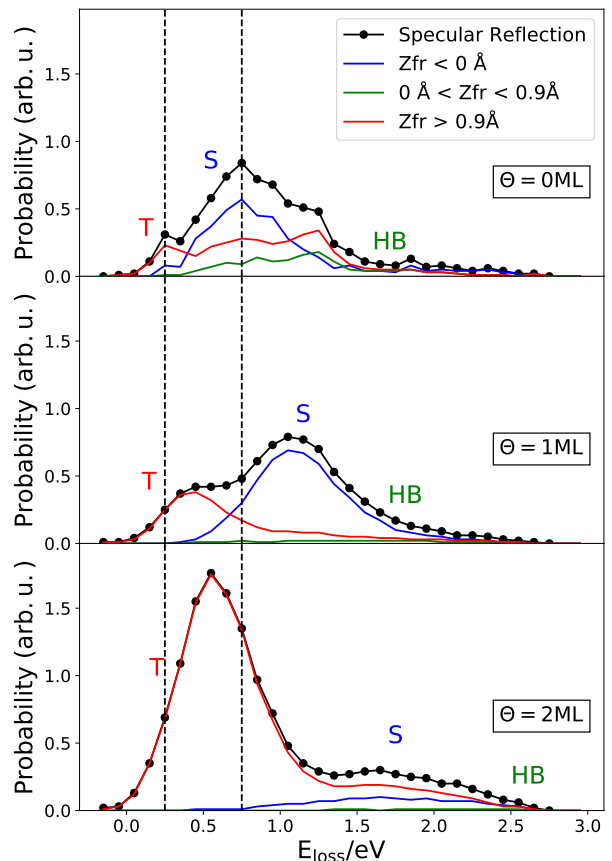 Probability (arb. u.)
1.5
1.0
0.5
0.0
Specular Reflection
Zfr < 0 Å
0 Å < Zfr < 0.9Å
Zfr > 0.9Å
T
S
HB
Θ = 0ML
Probability (arb. u.)
1.5
1.0
0.5
0.0
T
S
HB
Θ = 1ML
Probability (arb. u.)
1.5
1.0
0.5
0.0
T
S
HB
Θ = 2ML
0.0 0.5 1.0 1.5 2.0 2.5 3.0
E_loss/eV